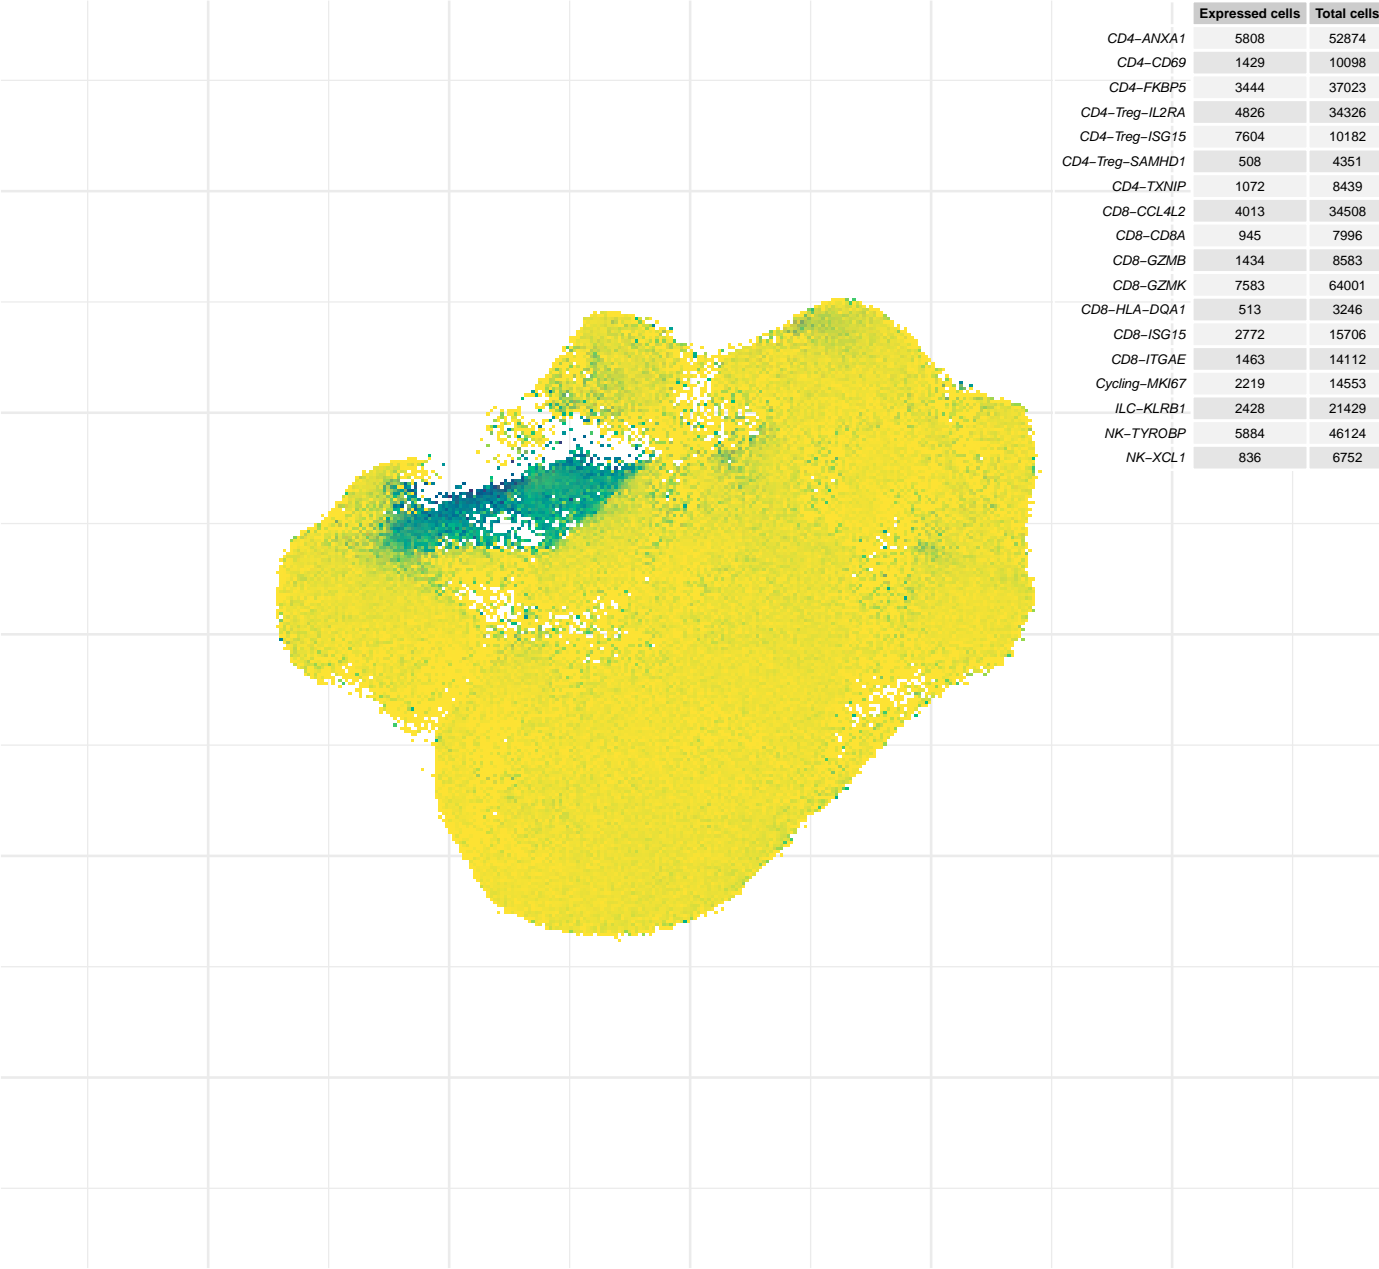 Expressed cells Total cells
CD4−ANXA1 5808 52874
CD4−CD69 1429 10098
CD4−FKBP5 3444 37023
CD4−Treg−IL2RA 4826 34326
CD4−Treg−ISG15 7604 10182
CD4−Treg−SAMHD1 508 4351
CD4−TXNIP 1072 8439
CD8−CCL4L2 4013 34508
CD8−CD8A 945 7996
CD8−GZMB 1434 8583
CD8−GZMK 7583 64001
CD8−HLA−DQA1 513 3246
CD8−ISG15 2772 15706
CD8−ITGAE 1463 14112
Cycling−MKI67 2219 14553
ILC−KLRB1 2428 21429
NK−TYROBP 5884 46124
NK−XCL1 836 6752